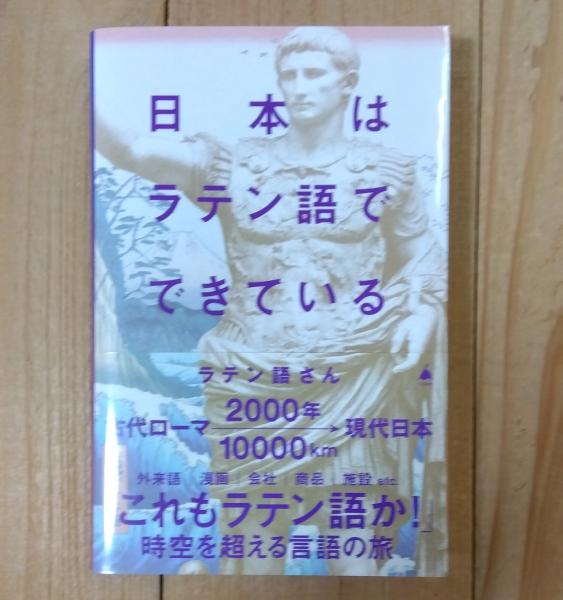 日本は
ラテン語で
できている
ラテン語さん
古代ローマ 2000年 10000km 現代日本
外来語|漫画|会社|商品|施設 etc.
「これもラテン語か!」
時空を超える言語の旅